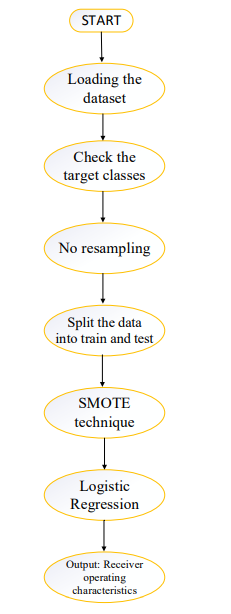 START
Loading the
dataset
Check the
target classes
No resampling
Split the data
into train and test
SMOTE
technique
Logistic
Regression
Output: Receiver
operating
characteristics